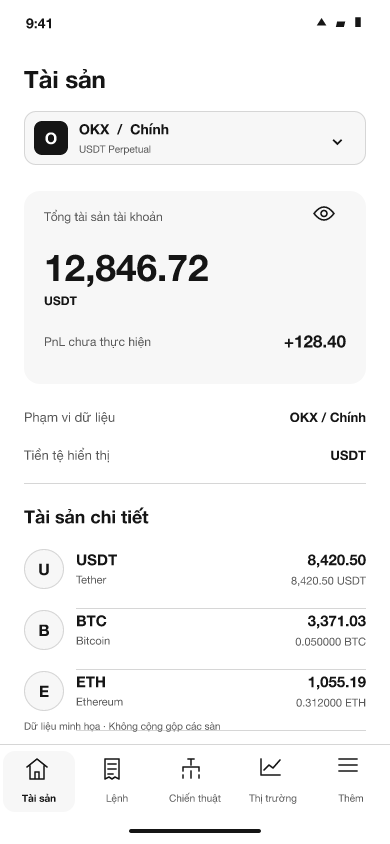 9:41
Tài sản
O
OKX / Chính
USDT Perpetual
Tổng tài sản tài khoản
12,846.72
USDT
PnL chưa thực hiện +128.40
Phạm vi dữ liệu OKX / Chính
Tiền tệ hiển thị USDT
Tài sản chi tiết
U USDT 8,420.50
Tether 8,420.50 USDT
B BTC 3,371.03
Bitcoin 0.050000 BTC
E ETH 1,055.19
Ethereum 0.312000 ETH
Dữ liệu minh họa · Không cộng gộp các sàn
Tài sản Lệnh Chiến thuật Thị trường Thêm